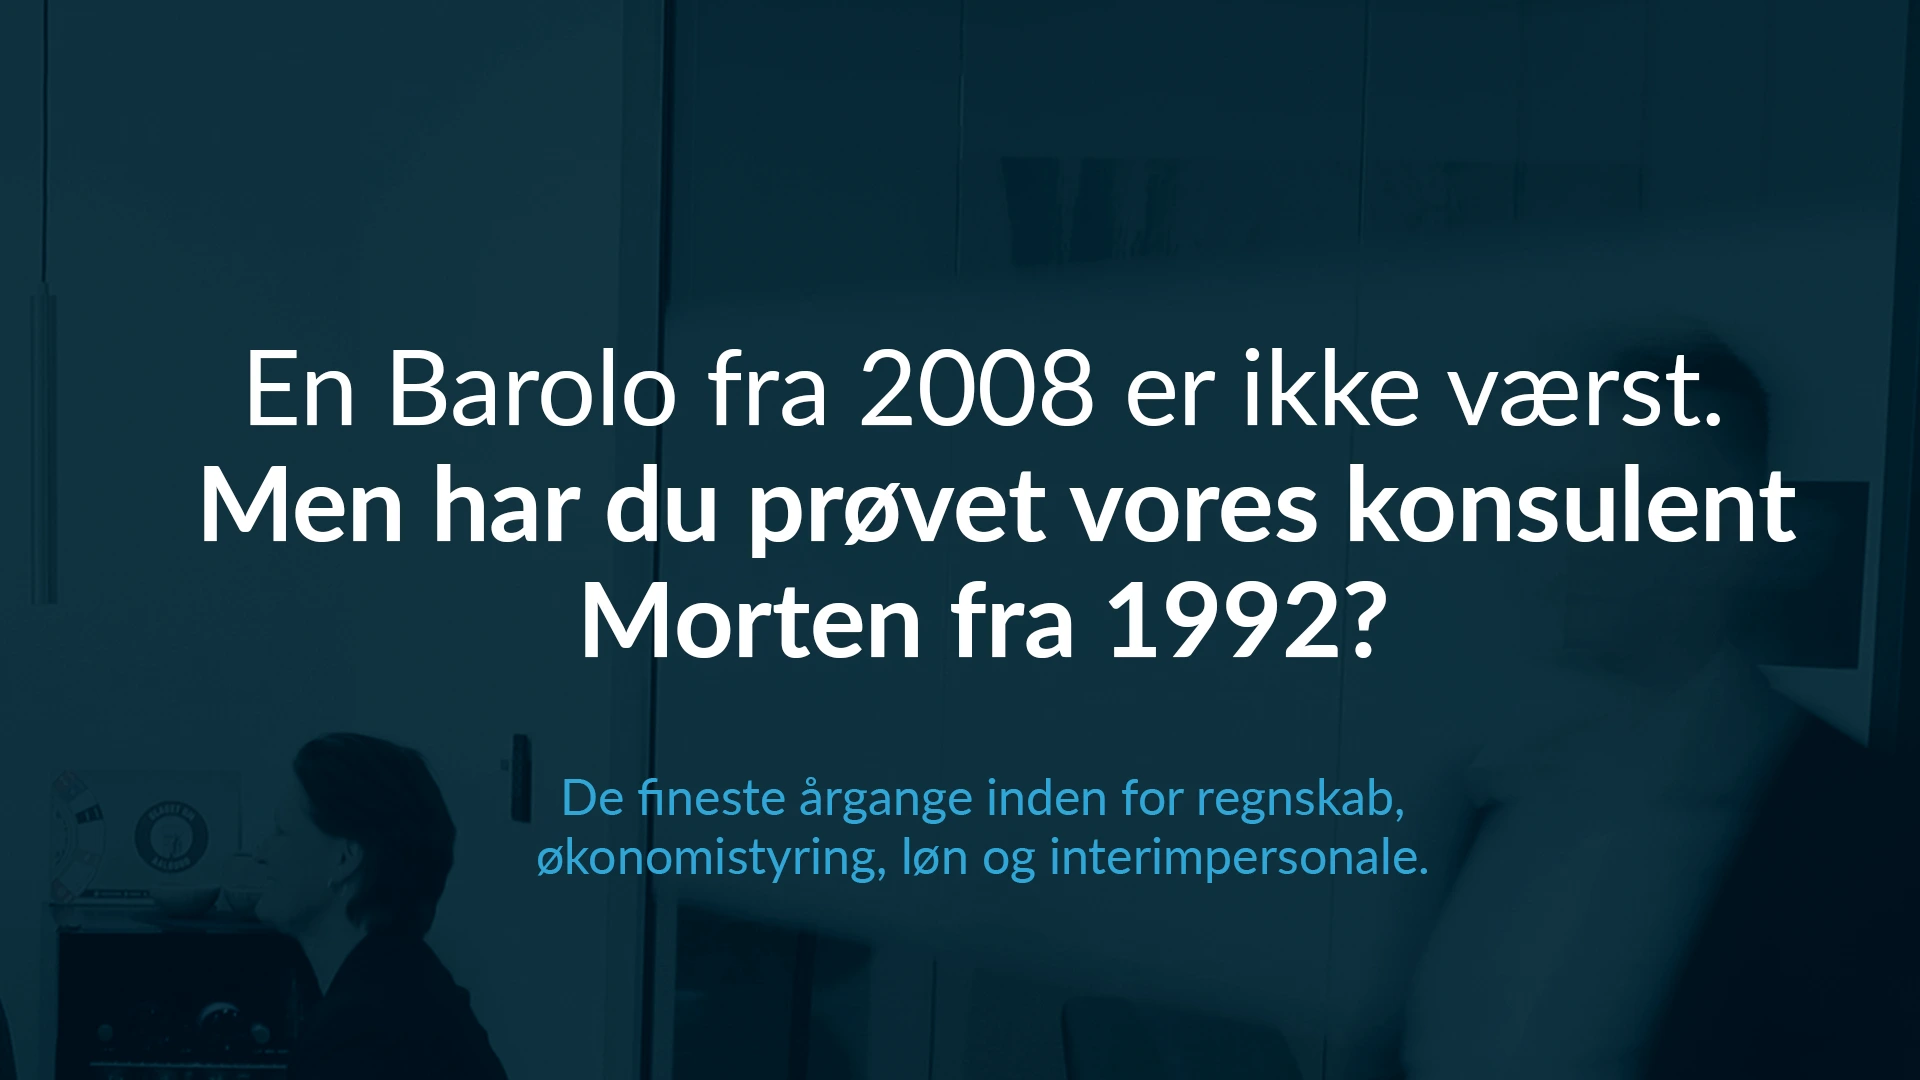 En Barolo fra 2008 er ikke værst.
Men har du prøvet vores konsulent
Morten fra 1992?
De fineste årgange inden for regnskab,
økonomistyring, løn og interimpersonale.